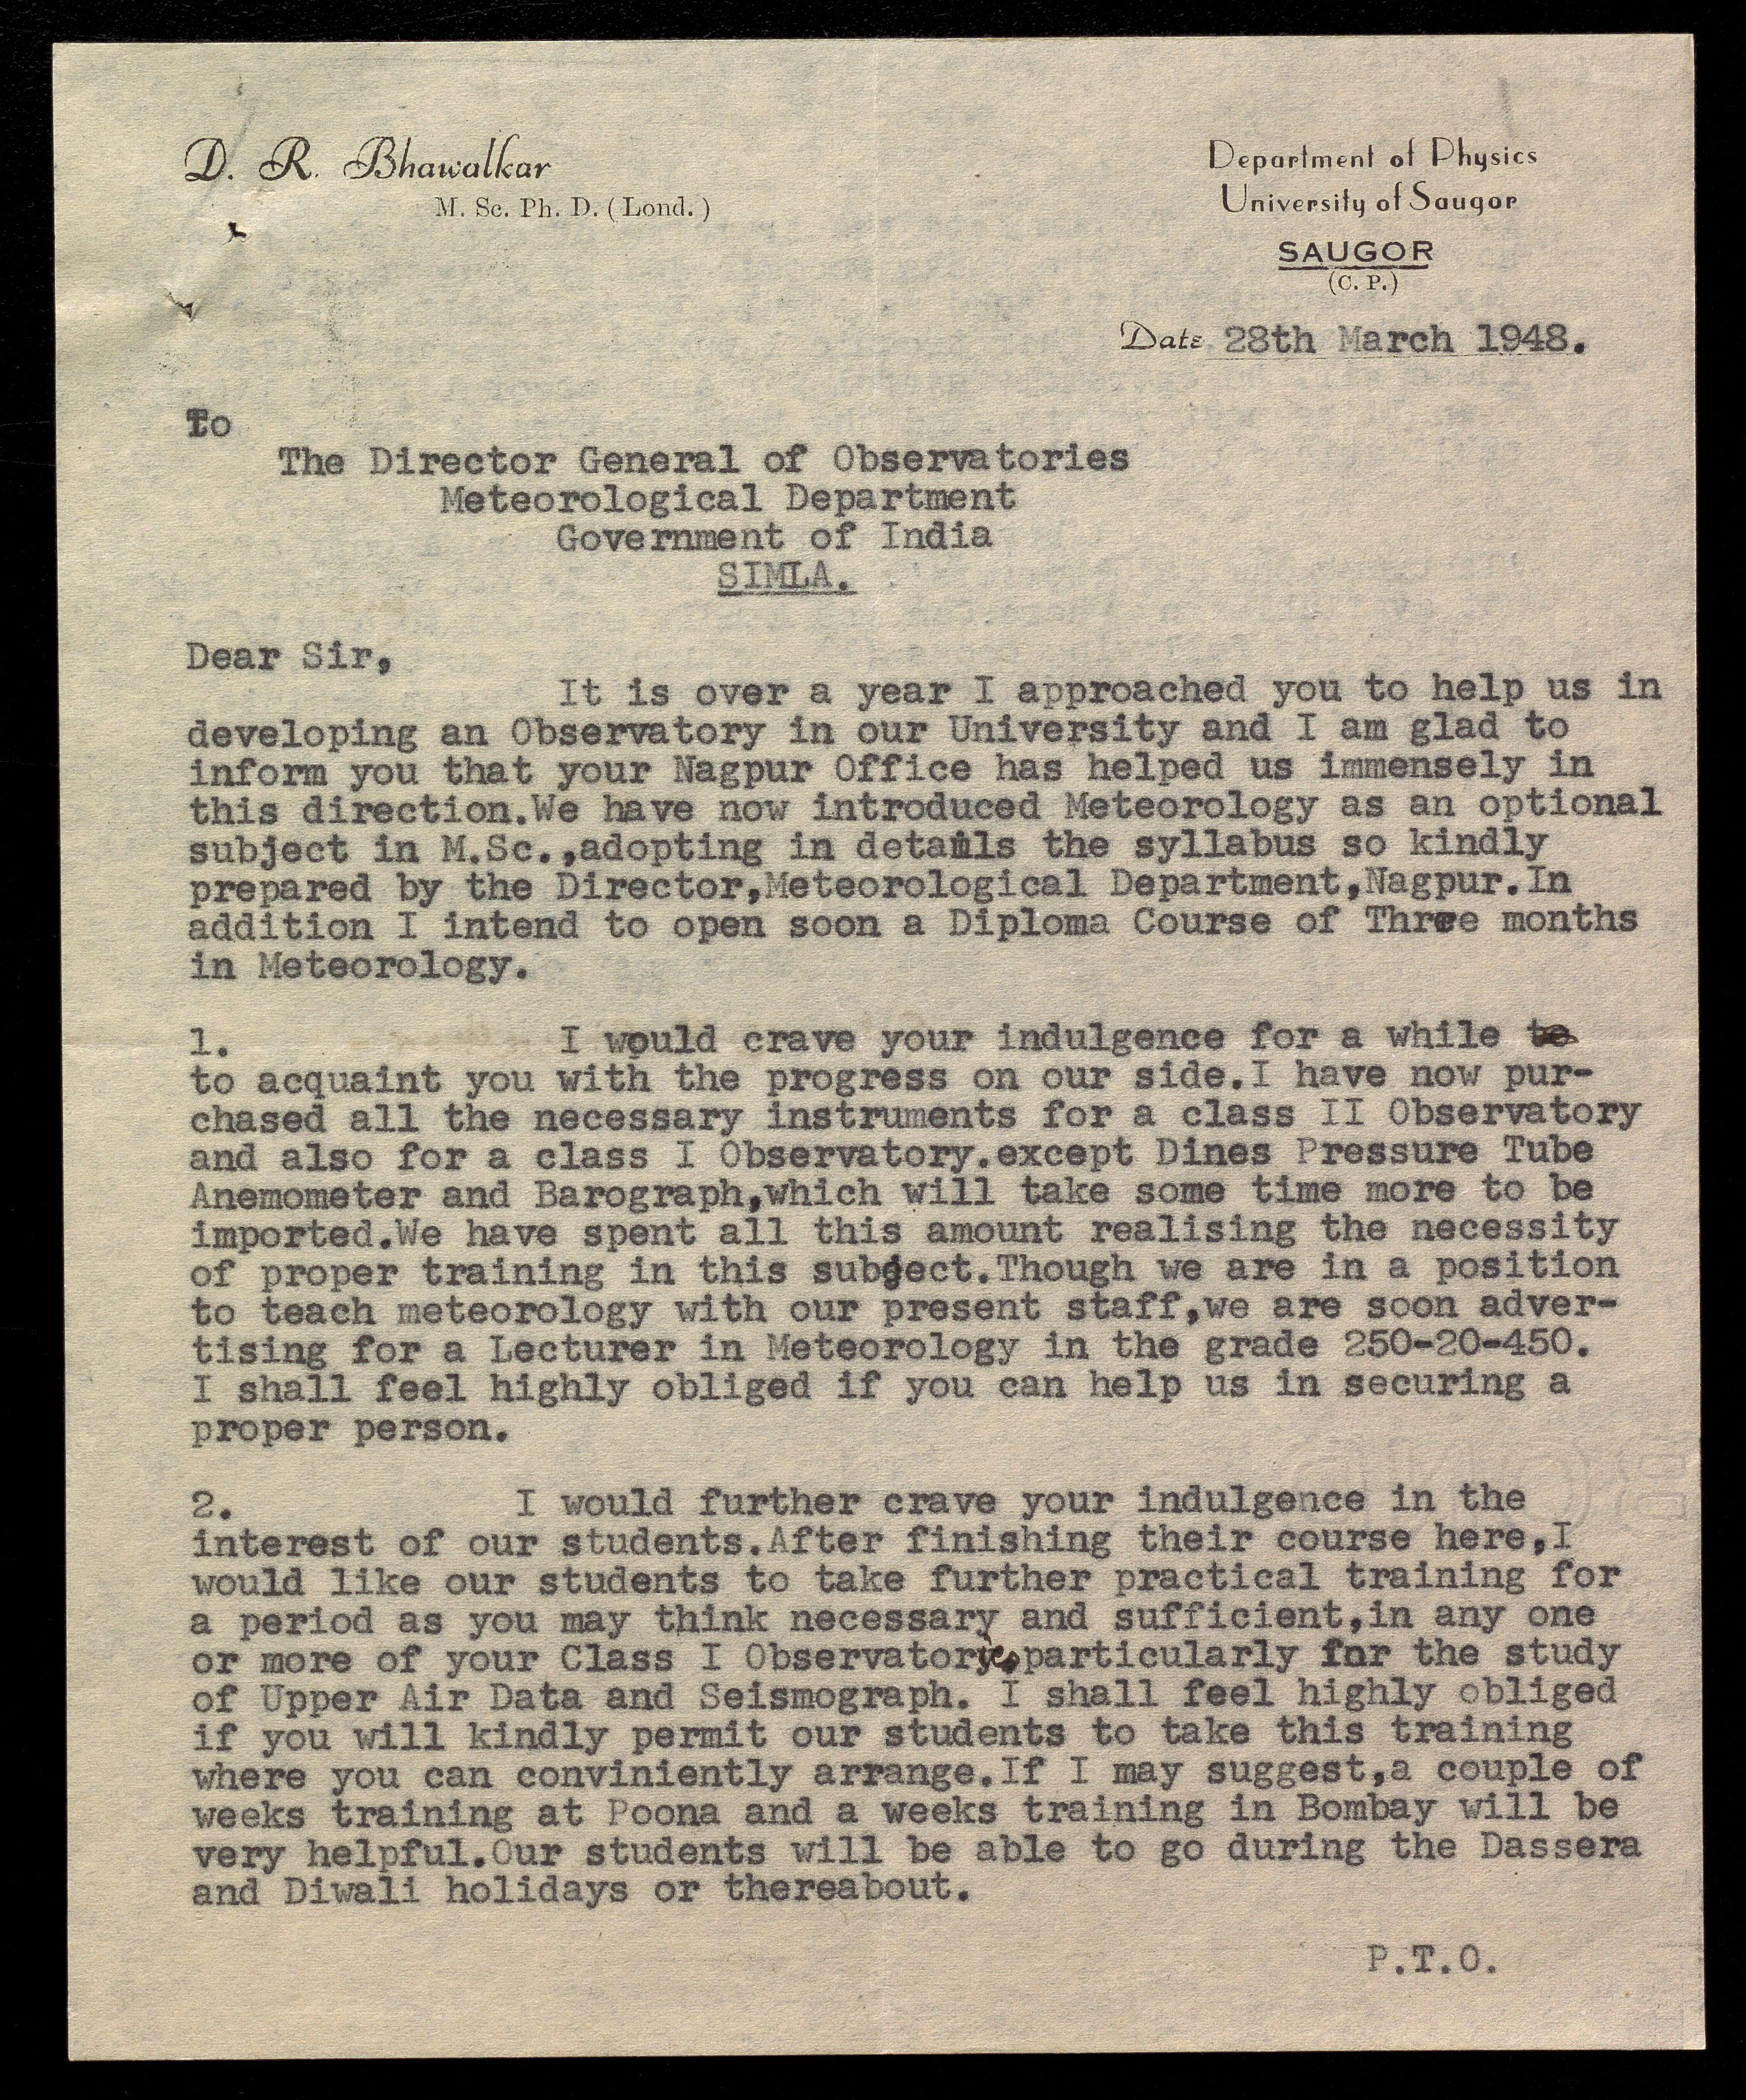 D. R. Bhawalkar
M. Sc. Ph. D. (Lond.)
Department of Physics
University of Saugor
SAUGOR
(C. P.)
Date 28th March 1948.
To
The Director General of Observatories
Meteorological Department
Government of India
SIMLA.
Dear Sir,
It is over a year I approached you to help us in
developing an Observatory in our University and I am glad to
inform you that your Nagpur Office has helped us immensely in
this direction.We have now introduced Meteorology as an optional
subject in M.Sc.,adopting in details the syllabus so kindly
prepared by the Director,Meteorological Department,Nagpur.In
addition I intend to open soon a Diploma Course of Three months
in Meteorology.
1. I would crave your indulgence for a while to
to acquaint you with the progress on our side.I have now pur-
chased all the necessary instruments for a class II Observatory
and also for a class I Observatory.except Dines Pressure Tube
Anemometer and Barograph,which will take some time more to be
imported.We have spent all this amount realising the necessity
of proper training in this subject.Though we are in a position
to teach meteorology with our present staff,we are soon adver-
tising for a Lecturer in Meteorology in the grade 250-20-450.
I shall feel highly obliged if you can help us in securing a
proper person.
2. I would further crave your indulgence in the
interest of our students.After finishing their course here,I
would like our students to take further practical training for
a period as you may think necessary and sufficient,in any one
or more of your Class I Observatories,particularly for the study
of Upper Air Data and Seismograph. I shall feel highly obliged
if you will kindly permit our students to take this training
where you can conviniently arrange.If I may suggest,a couple of
weeks training at Poona and a weeks training in Bombay will be
very helpful.Our students will be able to go during the Dassera
and Diwali holidays or thereabout.
P.T.O.